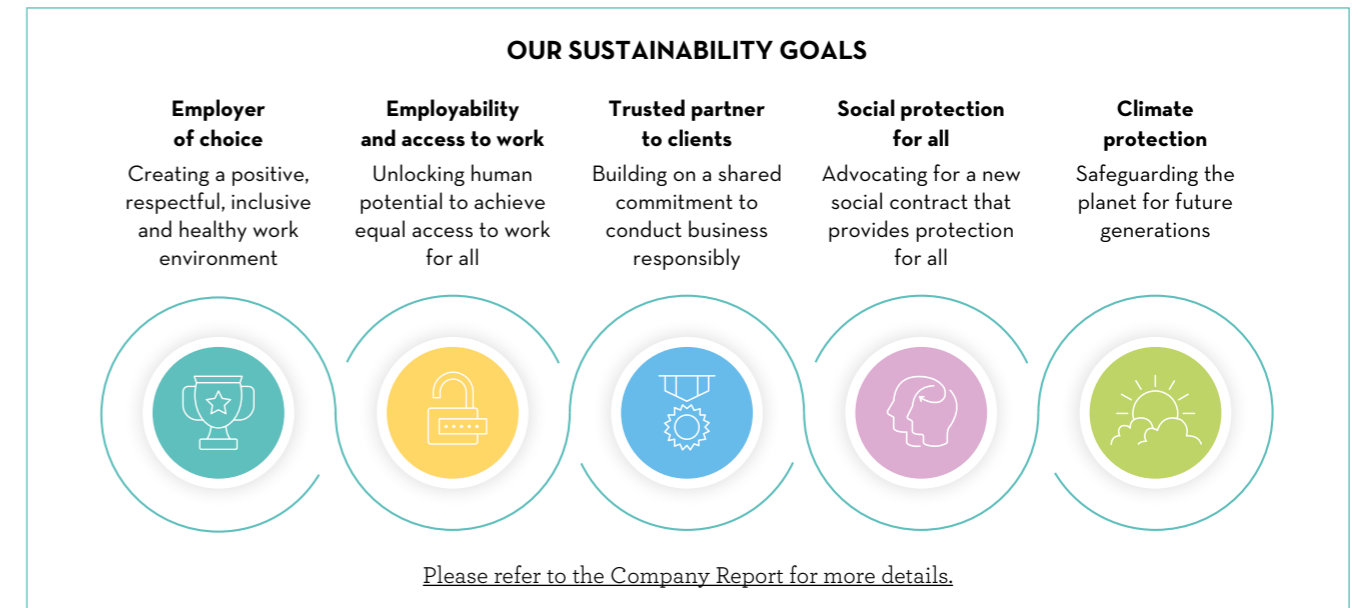 OUR SUSTAINABILITY GOALS
Employer
of choice
Creating a positive,
respectful, inclusive
and healthy work
environment
Employability
and access to work
Unlocking human
potential to achieve
equal access to work
for all
Trusted partner
to clients
Building on a shared
commitment to
conduct business
responsibly
Social protection
for all
Advocating for a new
social contract that
provides protection
for all
Climate
protection
Safeguarding the
planet for future
generations
Please refer to the Company Report for more details.